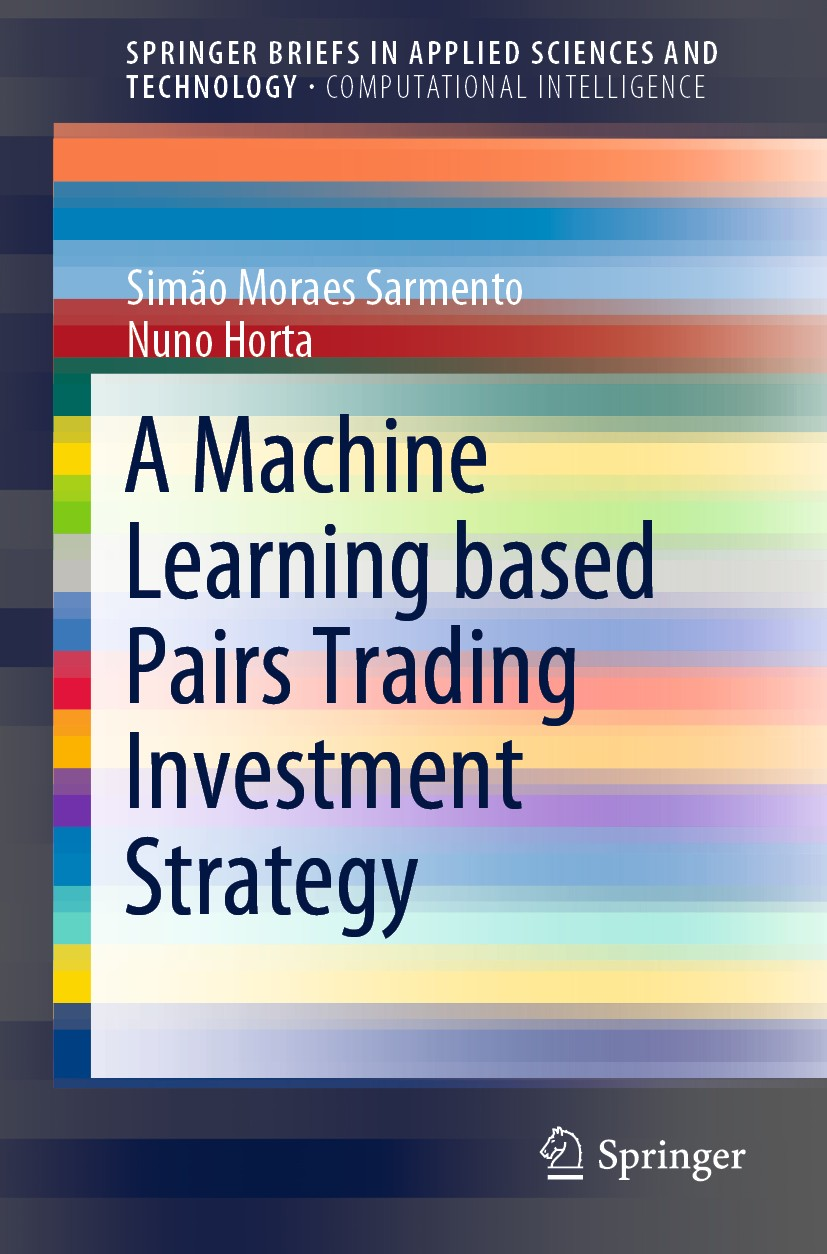 SPRINGER BRIEFS IN APPLIED SCIENCES AND
TECHNOLOGY · COMPUTATIONAL INTELLIGENCE
Simão Moraes Sarmento
Nuno Horta
A Machine
Learning based
Pairs Trading
Investment
Strategy
Springer